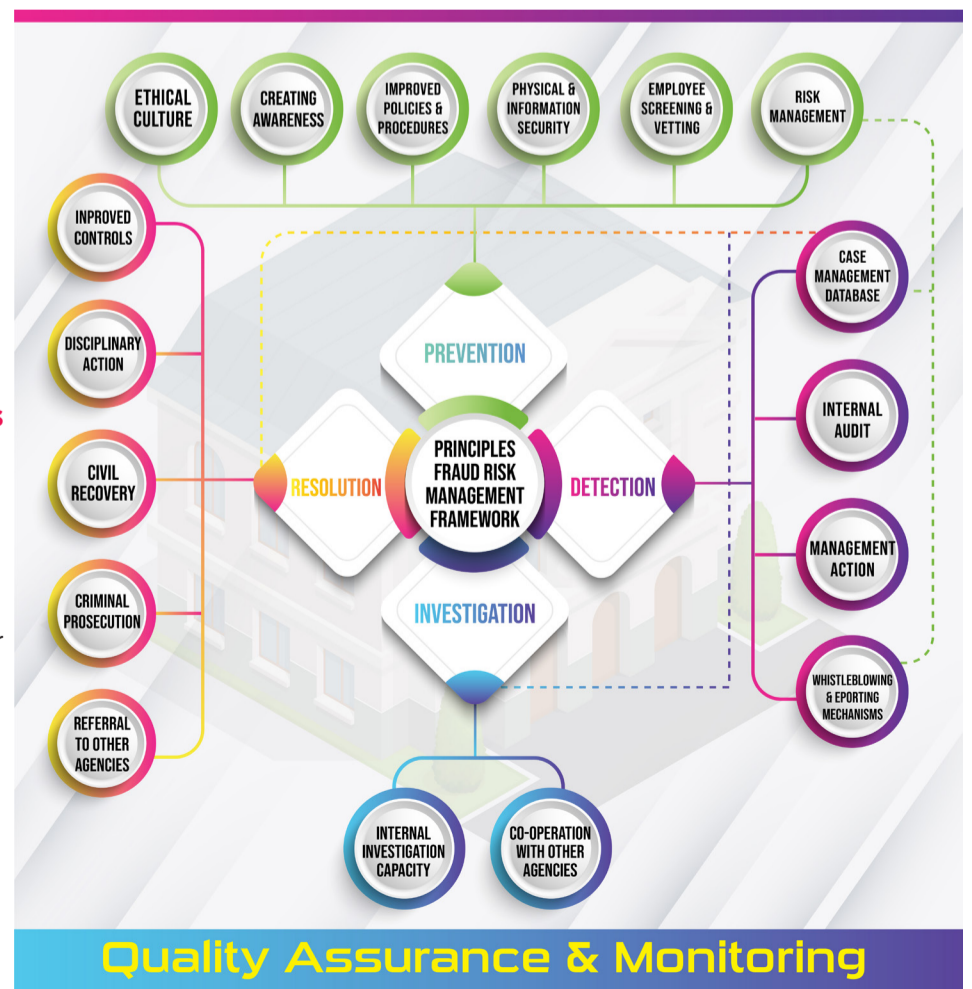 ETHICAL
CULTURE
CREATING
AWARENESS
IMPROVED
POLICIES &
PROCEDURES
PHYSICAL &
INFORMATION
SECURITY
EMPLOYEE
SCREENING &
VETTING
RISK
MANAGEMENT
INPROVED
CONTROLS
DISCIPLINARY
ACTION
CIVIL
RECOVERY
CRIMINAL
PROSECUTION
REFERRAL
TO OTHER
AGENCIES
PREVENTION
RESOLUTION
PRINCIPLES
FRAUD RISK
MANAGEMENT
FRAMEWORK
DETECTION
INVESTIGATION
CASE
MANAGEMENT
DATABASE
INTERNAL
AUDIT
MANAGEMENT
ACTION
WHISTLEBLOWING
& EPORTING
MECHANISMS
INTERNAL
INVESTIGATION
CAPACITY
CO-OPERATION
WITH OTHER
AGENCIES
Quality Assurance & Monitoring